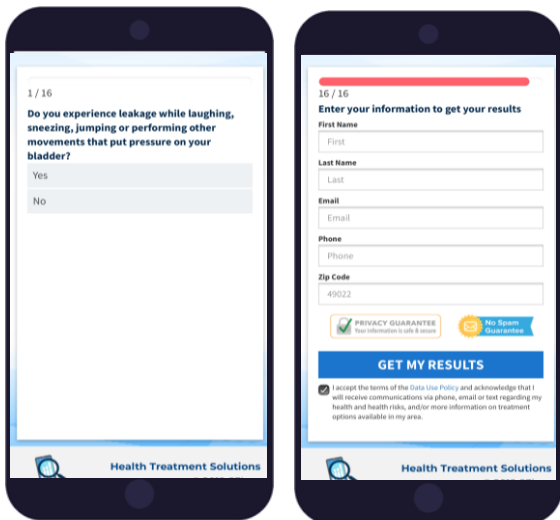 1 / 16
Do you experience leakage while laughing,
sneezing, jumping or performing other
movements that put pressure on your
bladder?
Yes
No
Health Treatment Solutions
16 / 16
Enter your information to get your results
First Name
First
Last Name
Last
Email
Email
Phone
Phone
Zip Code
49022
PRIVACY GUARANTEE
Your information is safe & secure
No Spam
Guarantee
GET MY RESULTS
I accept the terms of the Data Use Policy and acknowledge that I
will receive communications via phone, email or text regarding my
health and health risks, and/or more information on treatment
options available in my area.
Health Treatment Solutions